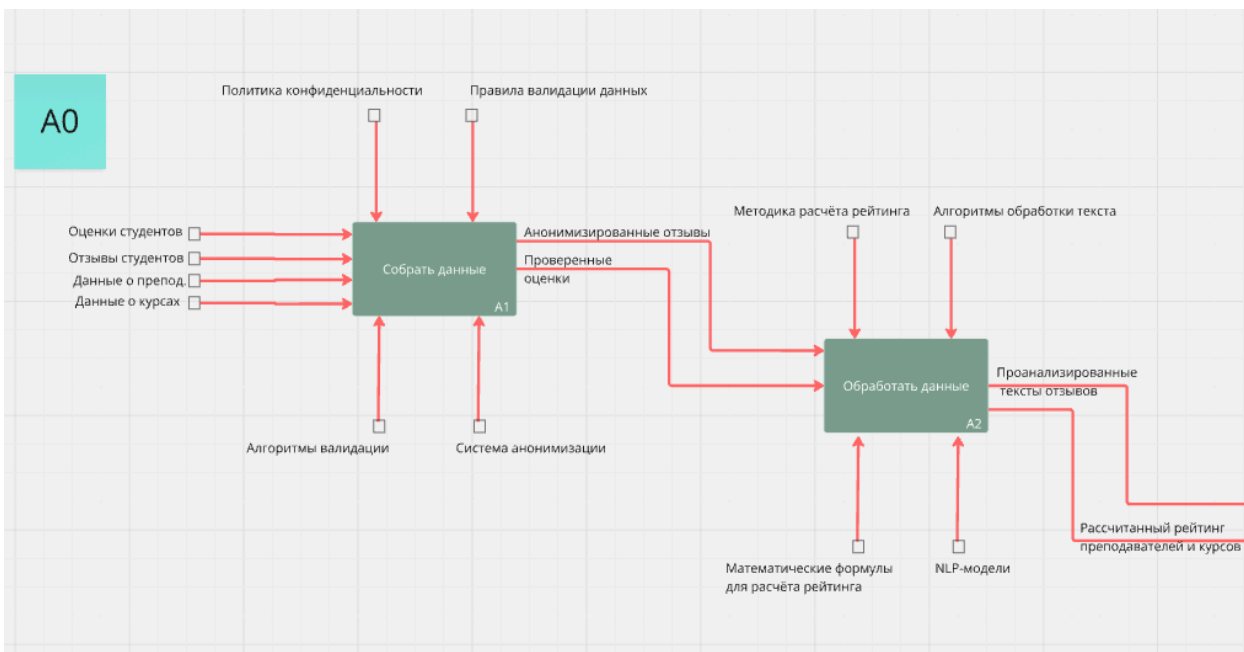 A0
Политика конфиденциальности
Правила валидации данных
Оценки студентов
Отзывы студентов
Данные о препод.
Данные о курсах
Собрать данные
A1
Анонимизированные отзывы
Проверенные
оценки
Алгоритмы валидации
Система анонимизации
Методика расчёта рейтинга
Алгоритмы обработки текста
Обработать данные
A2
Проанализированные
тексты отзывов
Рассчитанный рейтинг
преподавателей и курсов
Математические формулы
для расчёта рейтинга
NLP-модели